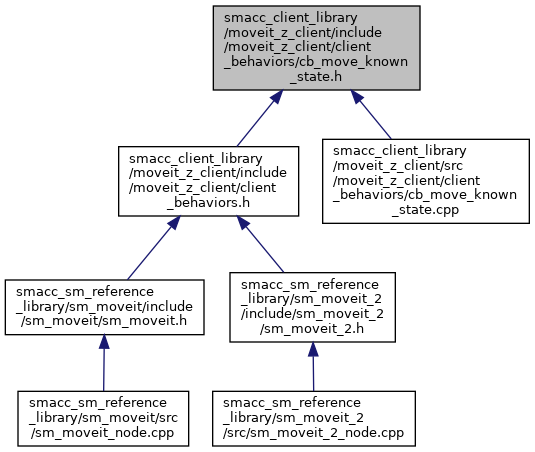 smacc_client_library
/moveit_z_client/include
/moveit_z_client/client
_behaviors/cb_move_known
_state.h
smacc_client_library
/moveit_z_client/include
/moveit_z_client/client
_behaviors.h
smacc_client_library
/moveit_z_client/src
/moveit_z_client/client
_behaviors/cb_move_known
_state.cpp
smacc_sm_reference
_library/sm_moveit/include
/sm_moveit/sm_moveit.h
smacc_sm_reference
_library/sm_moveit_2
/include/sm_moveit_2
/sm_moveit_2.h
smacc_sm_reference
_library/sm_moveit/src
/sm_moveit_node.cpp
smacc_sm_reference
_library/sm_moveit_2
/src/sm_moveit_2_node.cpp